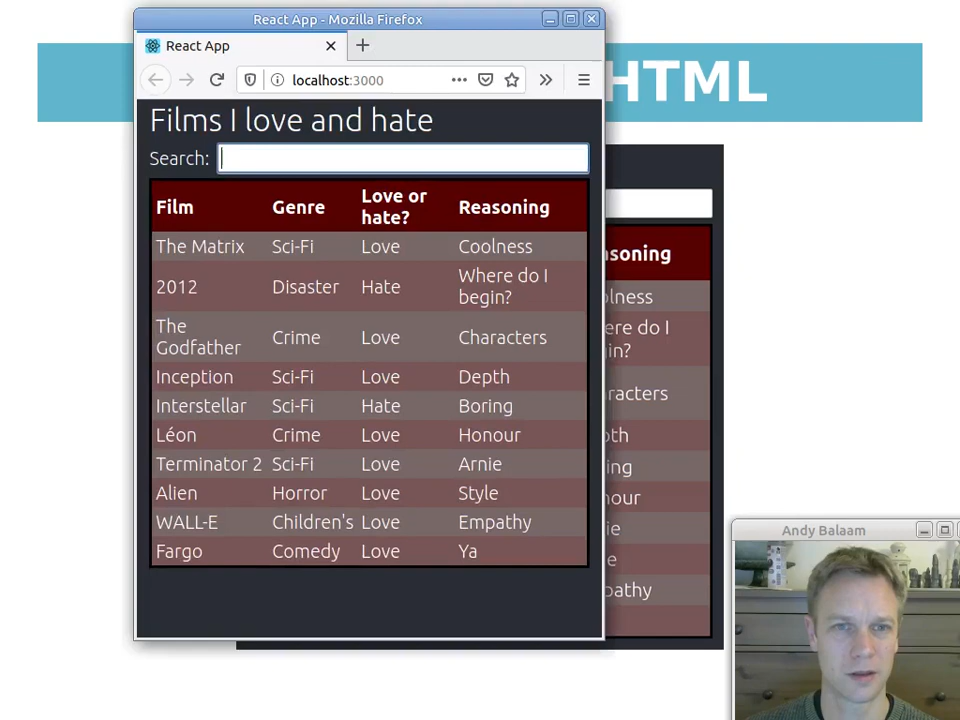 React App - Mozilla Firefox
React App
localhost:3000
HTML
Films I love and hate
Search:
Film Genre Love or hate? Reasoning
The Matrix Sci-Fi Love Coolness
2012 Disaster Hate Where do I begin?
The Godfather Crime Love Characters
Inception Sci-Fi Love Depth
Interstellar Sci-Fi Hate Boring
Léon Crime Love Honour
Terminator 2 Sci-Fi Love Arnie
Alien Horror Love Style
WALL-E Children's Love Empathy
Fargo Comedy Love Ya
asoning
olness
ere do I
gin?
racters
oth
ing
nour
ie
e
pathy
Andy Balaam